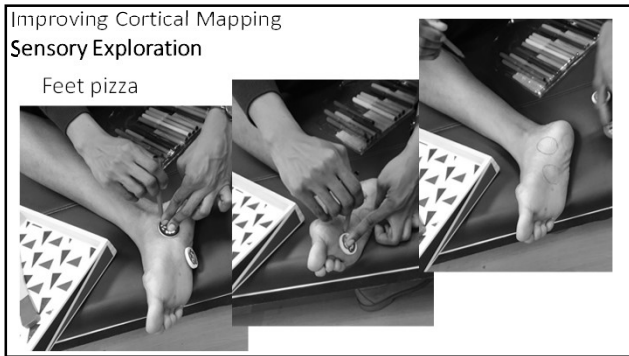 Improving Cortical Mapping
Sensory Exploration
Feet pizza